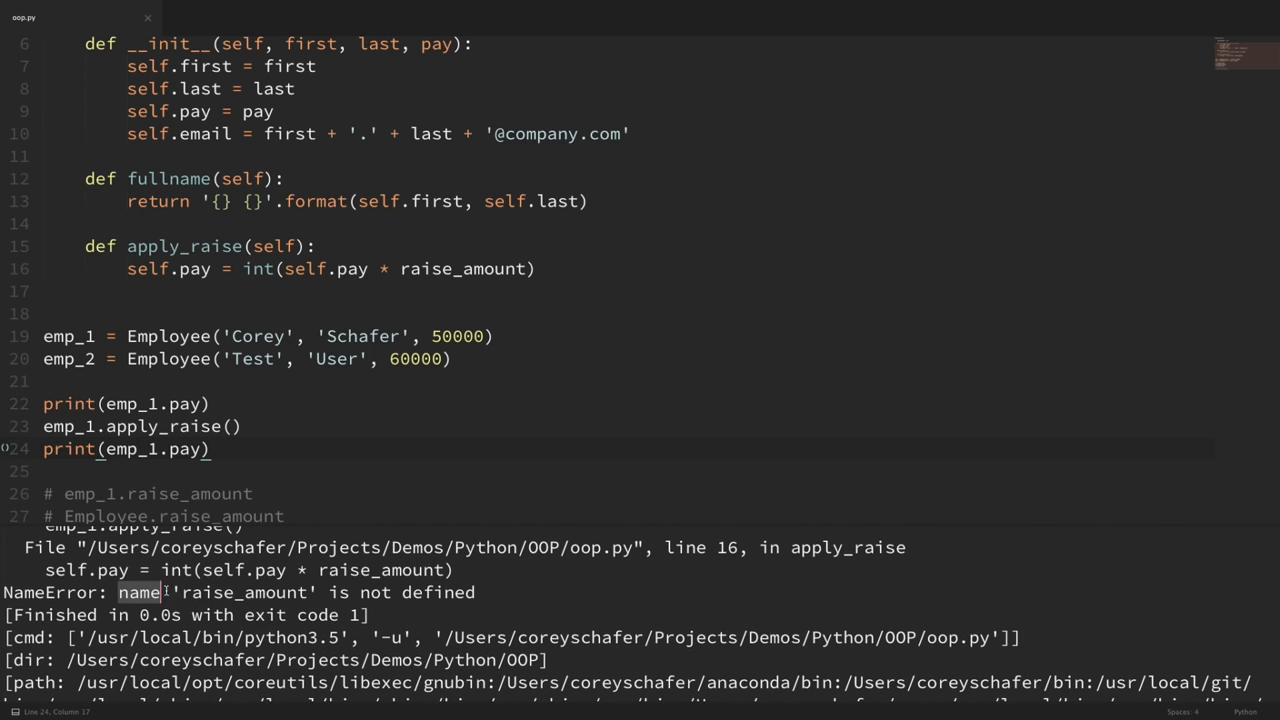 oop.py ×
6 def __init__(self, first, last, pay):
7 self.first = first
8 self.last = last
9 self.pay = pay
10 self.email = first + '.' + last + '@company.com'
11
12 def fullname(self):
13 return '{} {}'.format(self.first, self.last)
14
15 def apply_raise(self):
16 self.pay = int(self.pay * raise_amount)
17
18
19 emp_1 = Employee('Corey', 'Schafer', 50000)
20 emp_2 = Employee('Test', 'User', 60000)
21
22 print(emp_1.pay)
23 emp_1.apply_raise()
24 print(emp_1.pay)
25
26 # emp_1.raise_amount
27 # Employee.raise_amount
emp_1.apply_raise()
File "/Users/coreyschafer/Projects/Demos/Python/OOP/oop.py", line 16, in apply_raise
self.pay = int(self.pay * raise_amount)
NameError: name 'raise_amount' is not defined
[Finished in 0.0s with exit code 1]
[cmd: ['/usr/local/bin/python3.5', '-u', '/Users/coreyschafer/Projects/Demos/Python/OOP/oop.py']]
[dir: /Users/coreyschafer/Projects/Demos/Python/OOP]
[path: /usr/local/opt/coreutils/libexec/gnubin:/Users/coreyschafer/anaconda/bin:/Users/coreyschafer/bin:/usr/local/git/
Line 24, Column 17 Spaces: 4 Python